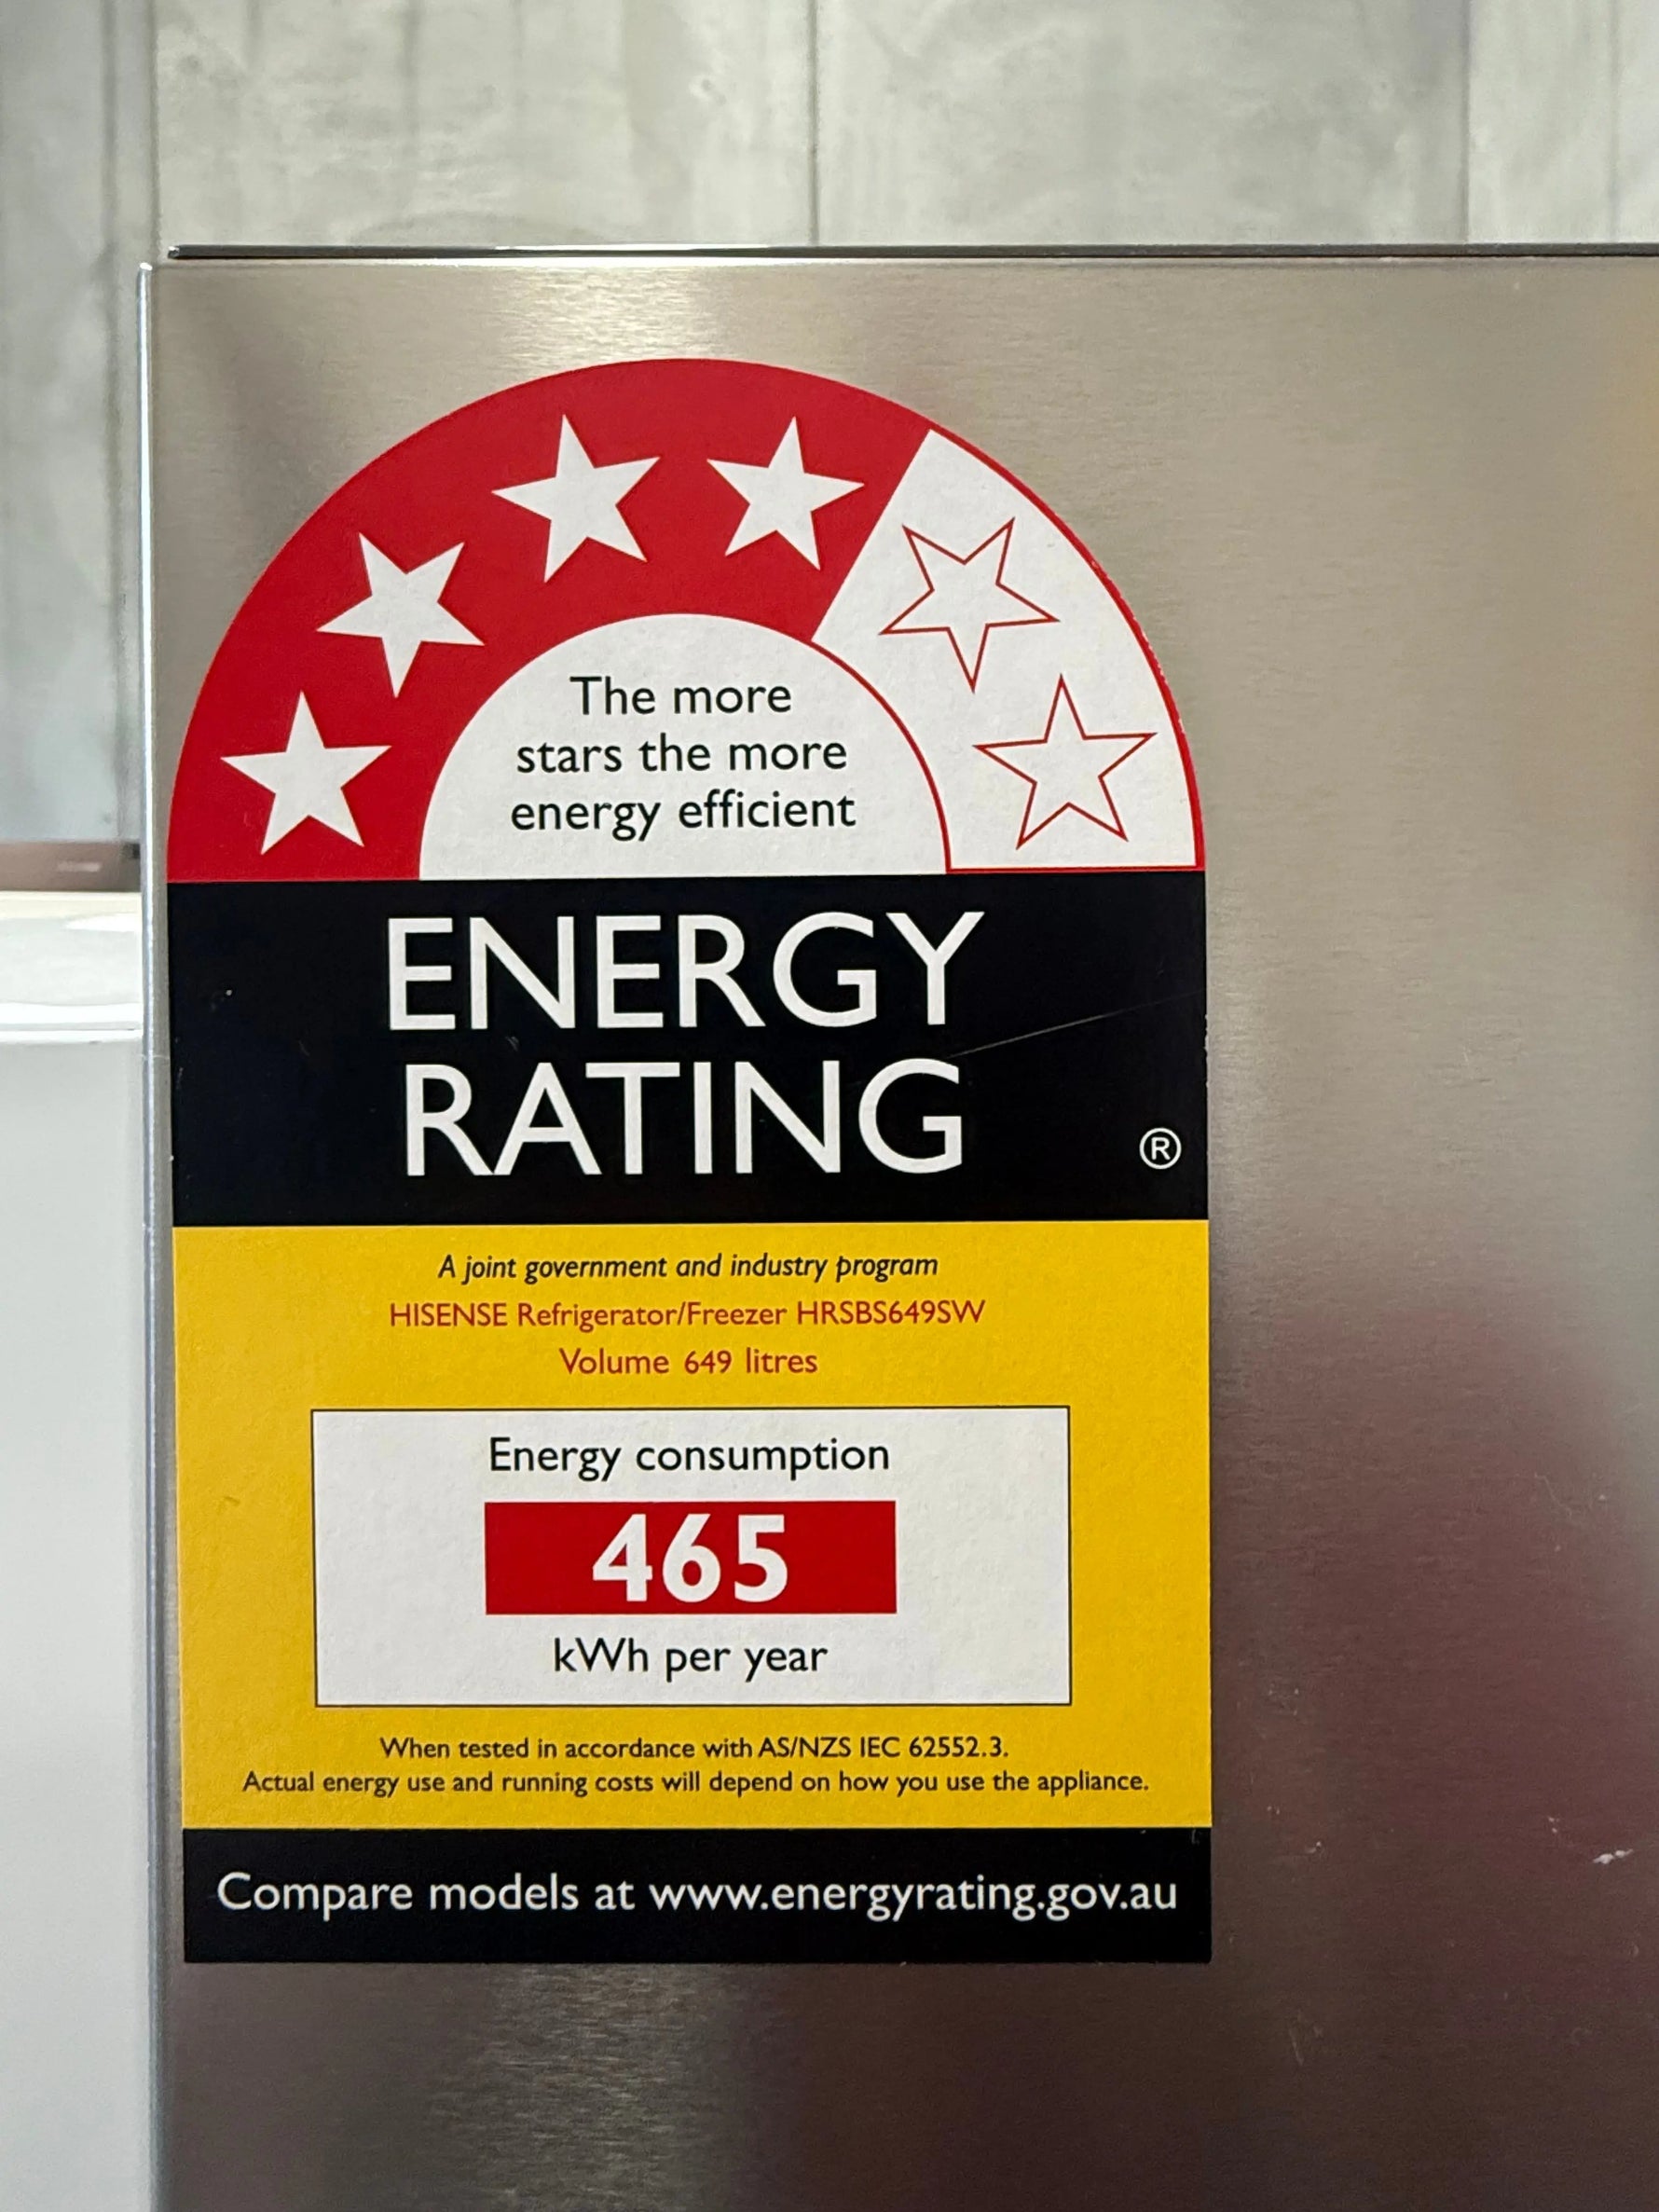 The more
stars the more
energy efficient
ENERGY
RATING
®
A joint government and industry program
HISENSE Refrigerator/Freezer HRSBS649SW
Volume 649 litres
Energy consumption
465
kWh per year
When tested in accordance with AS/NZS IEC 62552.3.
Actual energy use and running costs will depend on how you use the appliance.
Compare models at www.energyrating.gov.au